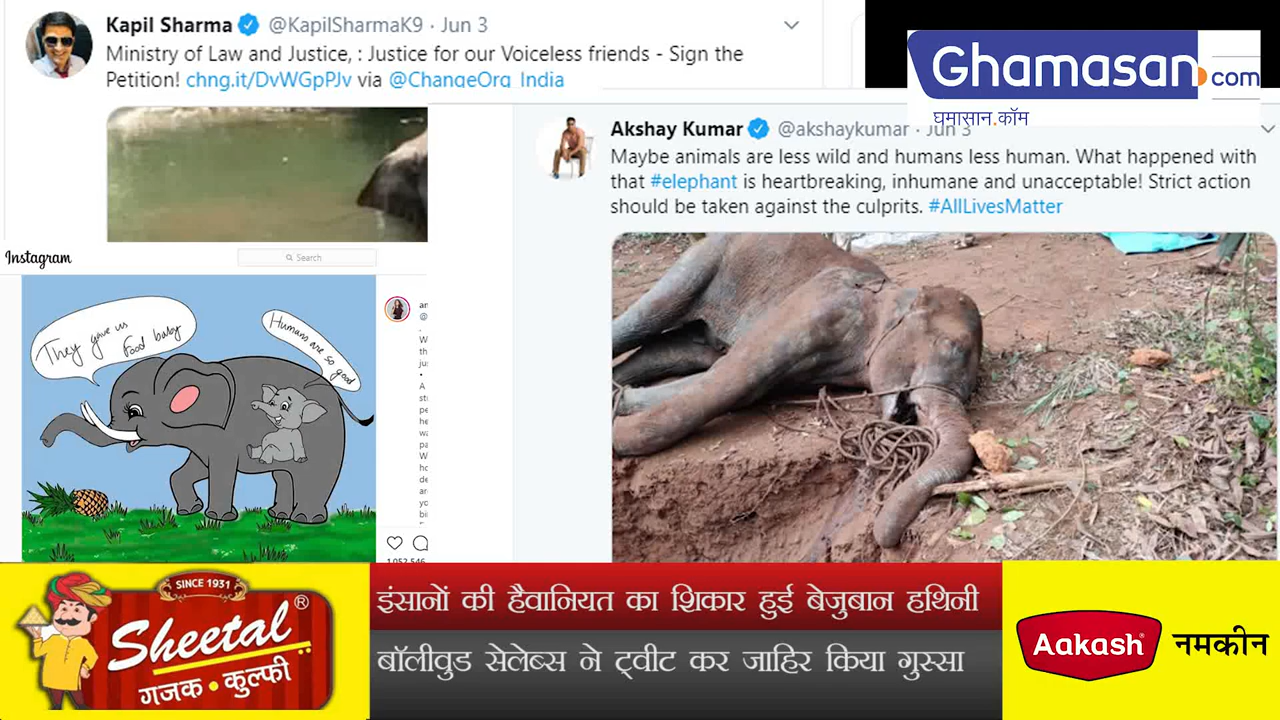 Kapil Sharma @KapilSharmaK9 · Jun 3
Ministry of Law and Justice, : Justice for our Voiceless friends - Sign the
Petition! chng.it/DvWGpPJv via @ChangeOrg_India
Ghamasan.com
घमासान.कॉम
Akshay Kumar @akshaykumar · Jun 3
Maybe animals are less wild and humans less human. What happened with
that #elephant is heartbreaking, inhumane and unacceptable! Strict action
should be taken against the culprits. #AllLivesMatter
Instagram
Search
They gave us
Food baby
Humans are so good
SINCE 1931
Sheetal®
गजक • कुल्फी
इंसानों की हैवानियत का शिकार हुई बेजुबान हथिनी
बॉलीवुड सेलेब्स ने ट्वीट कर जाहिर किया गुस्सा
Aakash® नमकीन